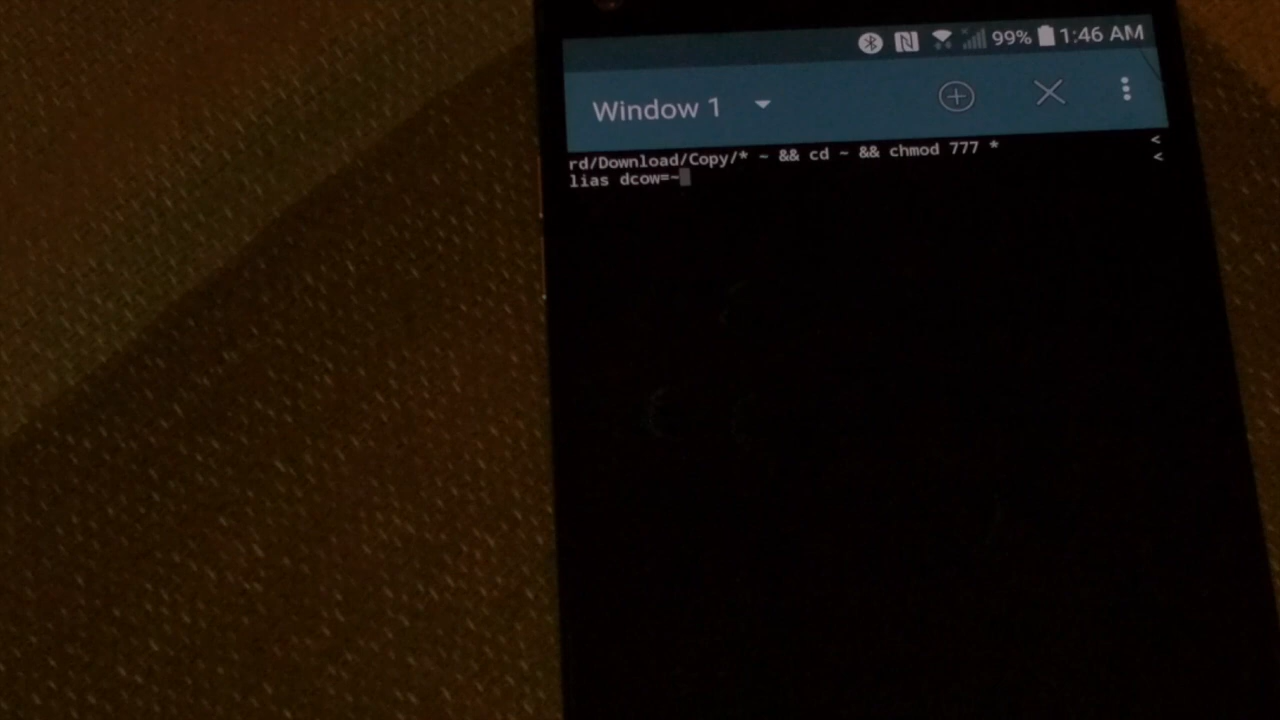 99% 1:46 AM
Window 1
rd/Download/Copy/* ~ && cd ~ && chmod 777 * <
lias dcow=~ <